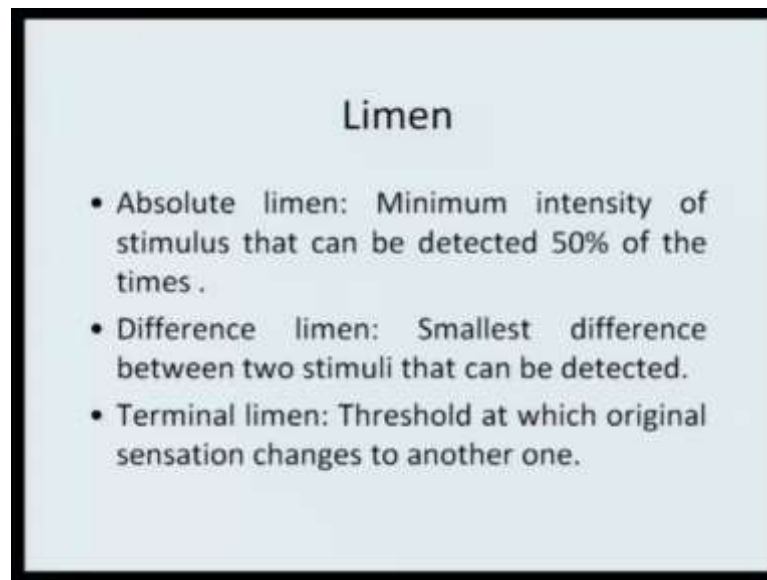 Limen
• Absolute limen: Minimum intensity of
stimulus that can be detected 50% of the
times .
• Difference limen: Smallest difference
between two stimuli that can be detected.
• Terminal limen: Threshold at which original
sensation changes to another one.